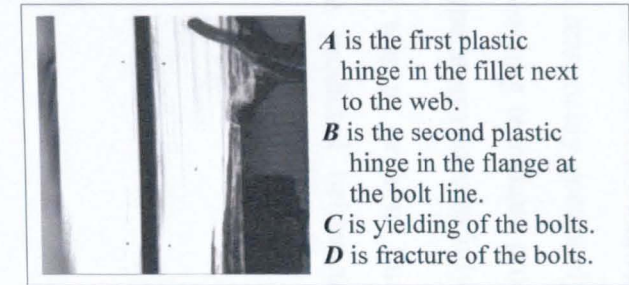 A is the first plastic
hinge in the fillet next
to the web.
B is the second plastic
hinge in the flange at
the bolt line.
C is yielding of the bolts.
D is fracture of the bolts.